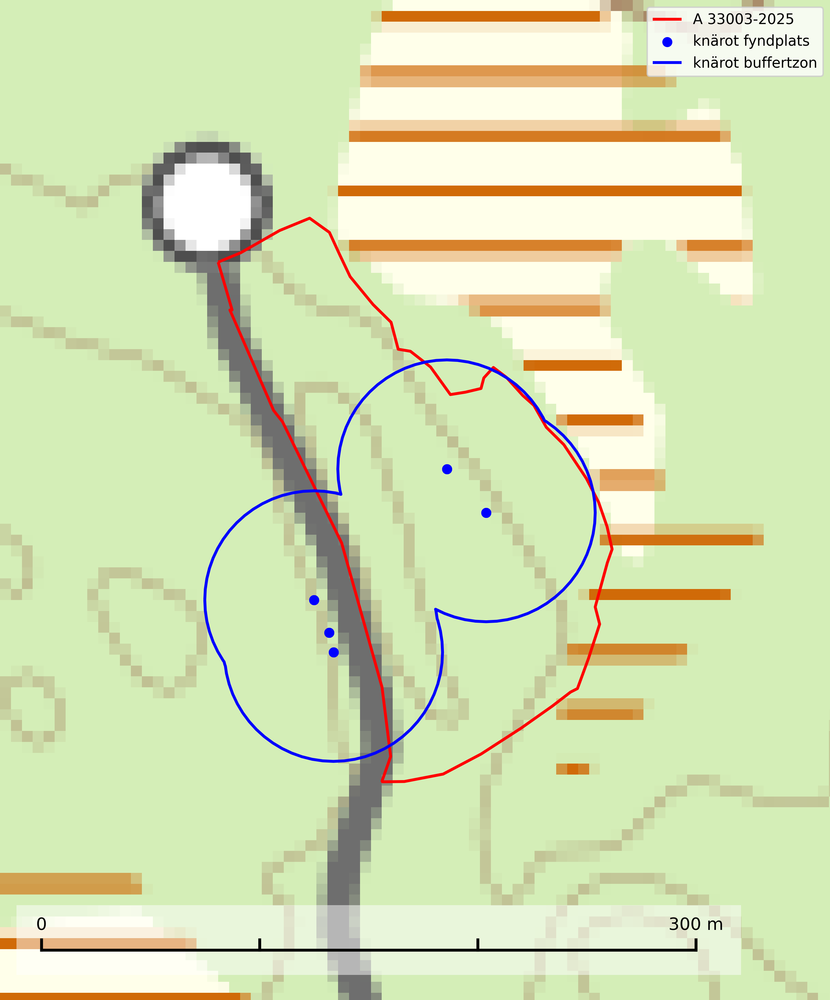 A 33003-2025
knärot fyndplats
knärot buffertzon
0 300 m